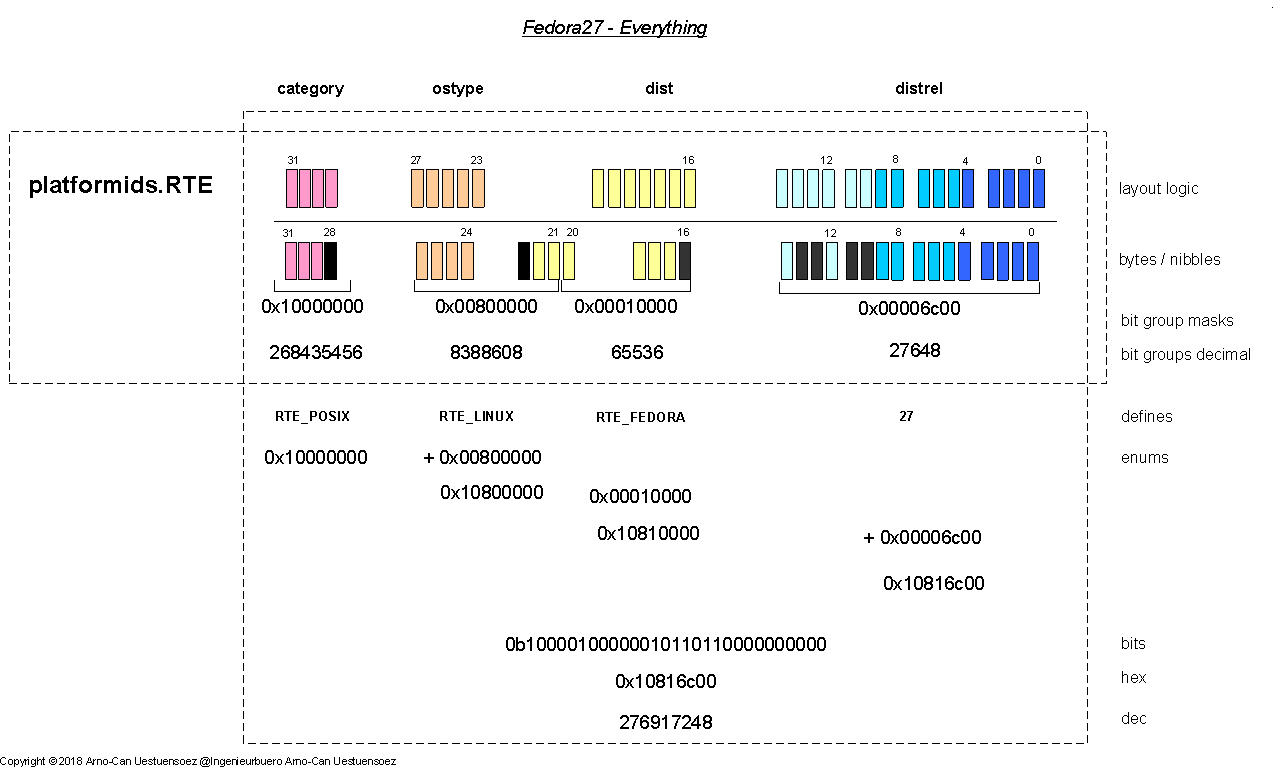 Fedora27 - Everything
category ostype dist distrel
31 27 23 16 12 8 4 0
platformids.RTE
layout logic
31 28 24 21 20 16 12 8 4 0
bytes / nibbles
0x10000000 0x00800000 0x00010000 0x00006c00
bit group masks
268435456 8388608 65536 27648
bit groups decimal
RTE_POSIX RTE_LINUX RTE_FEDORA 27 defines
0x10000000 + 0x00800000 enums
0x10800000 0x00010000
0x10810000 + 0x00006c00
0x10816c00
0b10000100000010110110000000000 bits
0x10816c00 hex
276917248 dec
Copyright ©2018 Arno-Can Uestuensoez @Ingenieurbuero Arno-Can Uestuensoez